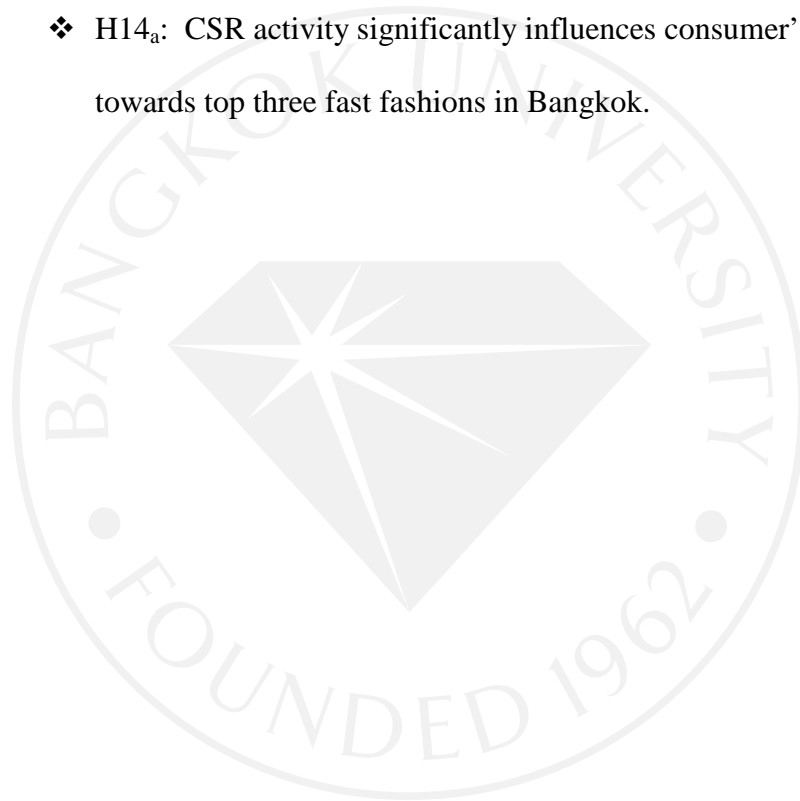 ❖ H14ₐ: CSR activity significantly influences consumer’
towards top three fast fashions in Bangkok.
BANGKOK UNIVERSITY
• FOUNDED 1962 •